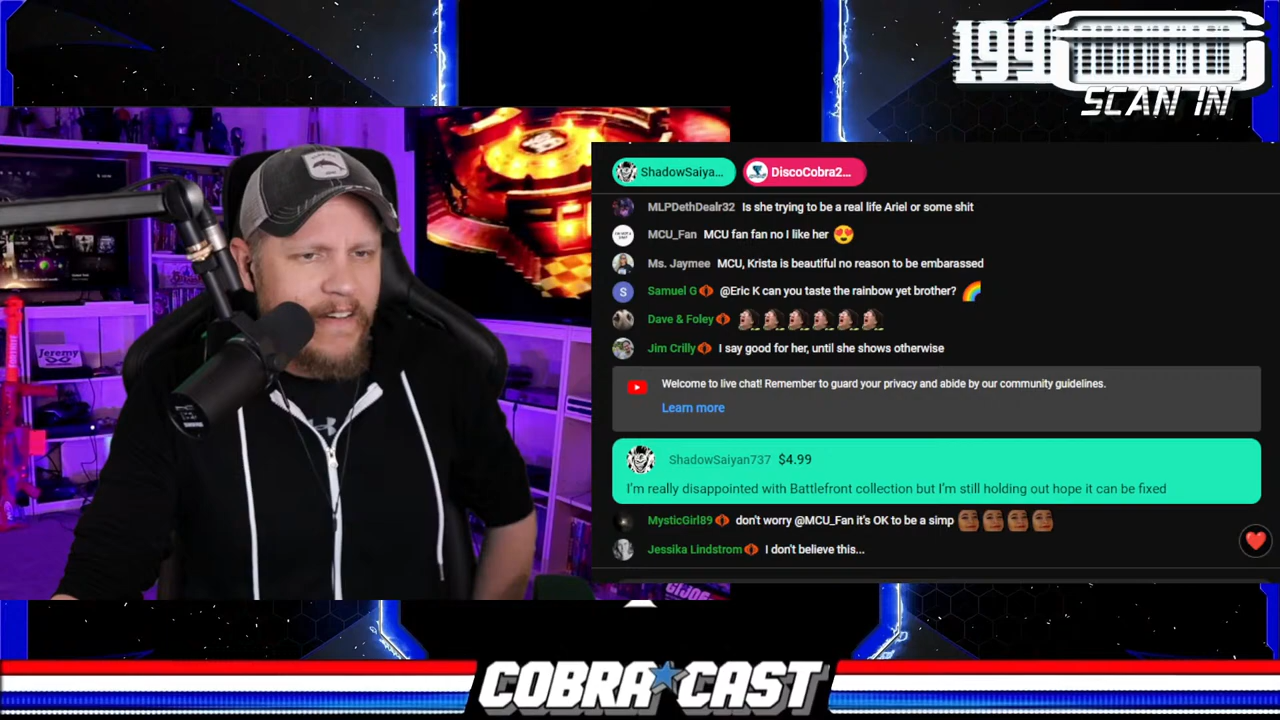 199
SCAN IN
ShadowSaiya...
DiscoCobra2...
MLPDethDealr32 Is she trying to be a real life Ariel or some shit
MCU_Fan MCU fan fan no I like her 😍
Ms. Jaymee MCU, Krista is beautiful no reason to be embarassed
Samuel G @Eric K can you taste the rainbow yet brother? 🌈
Dave & Foley
Jim Crilly I say good for her, until she shows otherwise
Welcome to live chat! Remember to guard your privacy and abide by our community guidelines.
Learn more
ShadowSaiyan737 $4.99
I'm really disappointed with Battlefront collection but I'm still holding out hope it can be fixed
MysticGirl89 don't worry @MCU_Fan it's OK to be a simp
Jessika Lindstrom I don't believe this...
Jeremy
GI JOE
COBRA CAST